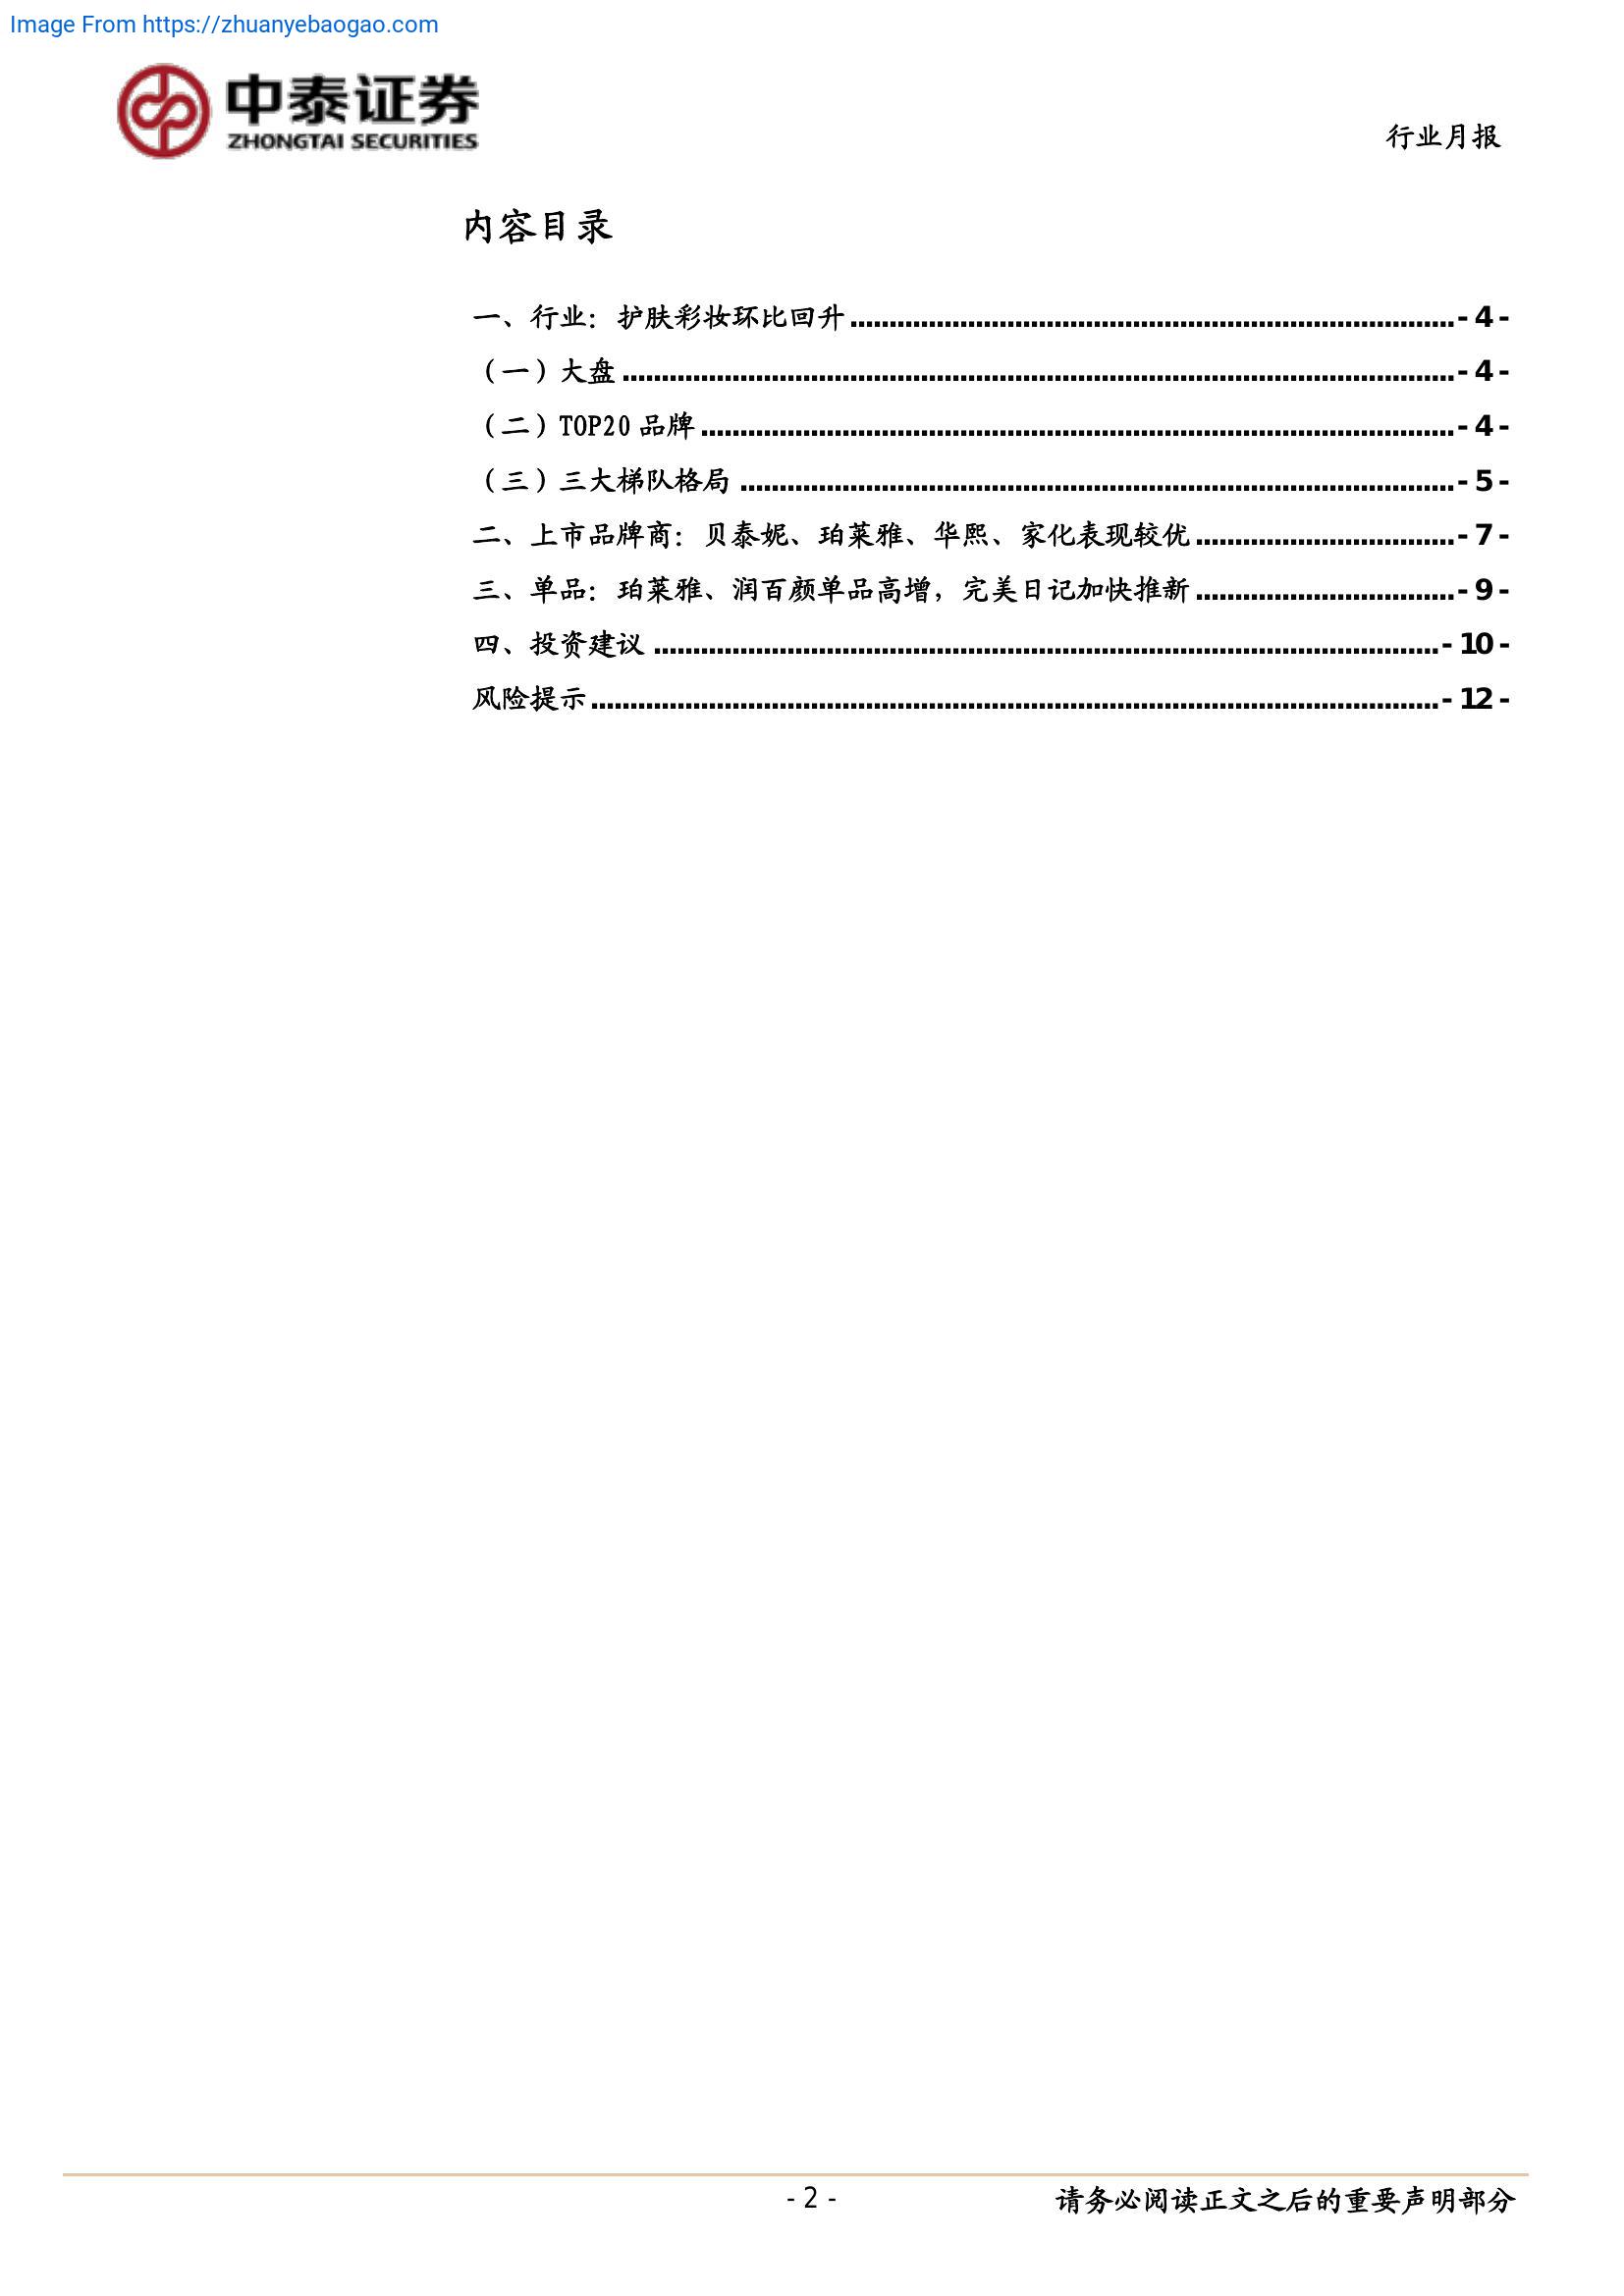 Image From https://zhuanyebaogao.com
中泰证券
ZHONGTAI SECURITIES
行业月报
内容目录
一、行业：护肤彩妆环比回升 - 4 -
（一）大盘 - 4 -
（二）TOP20 品牌 - 4 -
（三）三大梯队格局 - 5 -
二、上市品牌商：贝泰妮、珀莱雅、华熙、家化表现较优 - 7 -
三、单品：珀莱雅、润百颜单品高增，完美日记加快推新 - 9 -
四、投资建议 - 10 -
风险提示 - 12 -
- 2 -
请务必阅读正文之后的重要声明部分